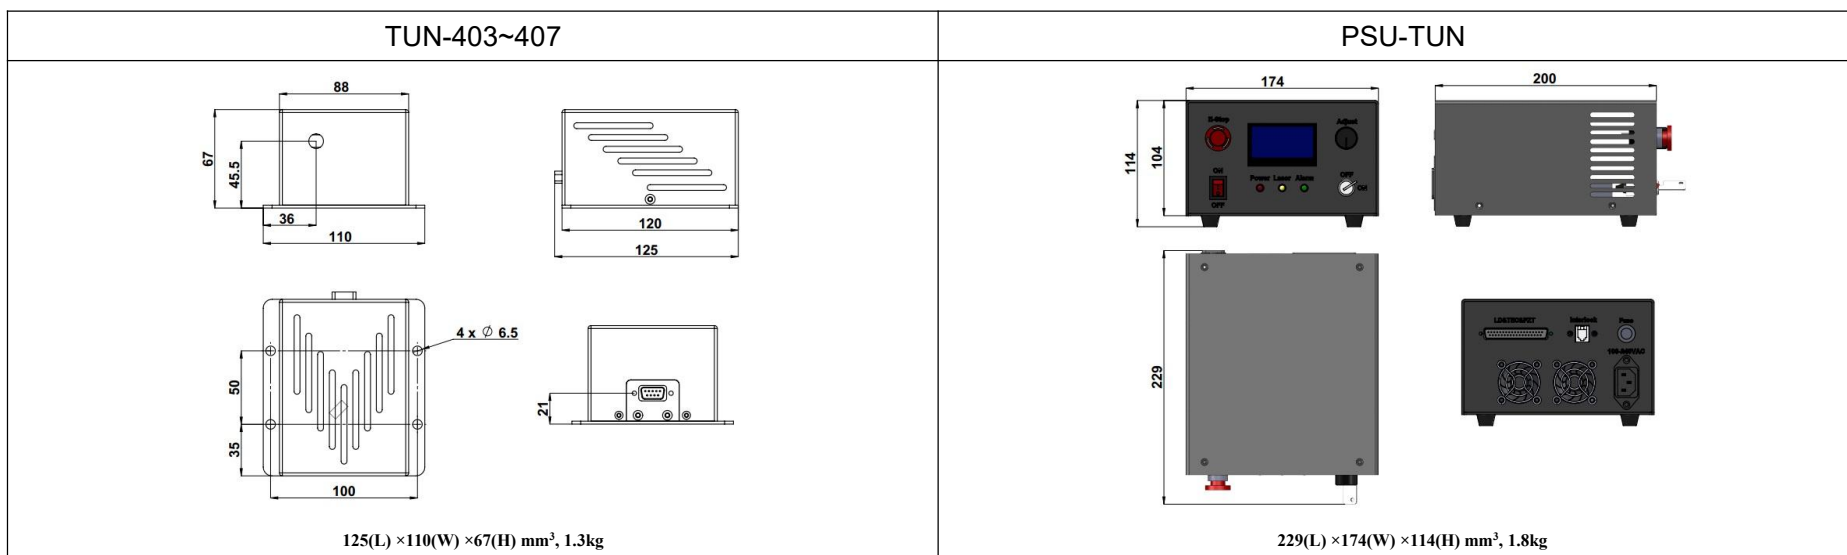 TUN-403~407
PSU-TUN
88
67
45.5
36
110
120
125
4 x Ø 6.5
50
35
100
21
125(L) ×110(W) ×67(H) mm³, 1.3kg
174
200
114
104
E-Stop
Adjust
ON
OFF
Power Laser Alarm
OFF
ON
229
Interlock
Fuse
229(L) ×174(W) ×114(H) mm³, 1.8kg